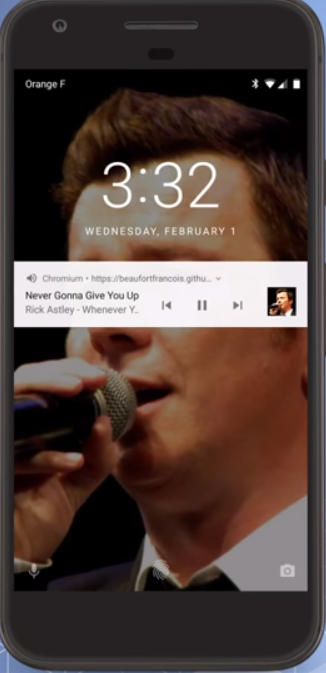 Orange F
3:32
WEDNESDAY, FEBRUARY 1
Chromium • https://beaufortfrancois.githu...
Never Gonna Give You Up
Rick Astley - Whenever Y..